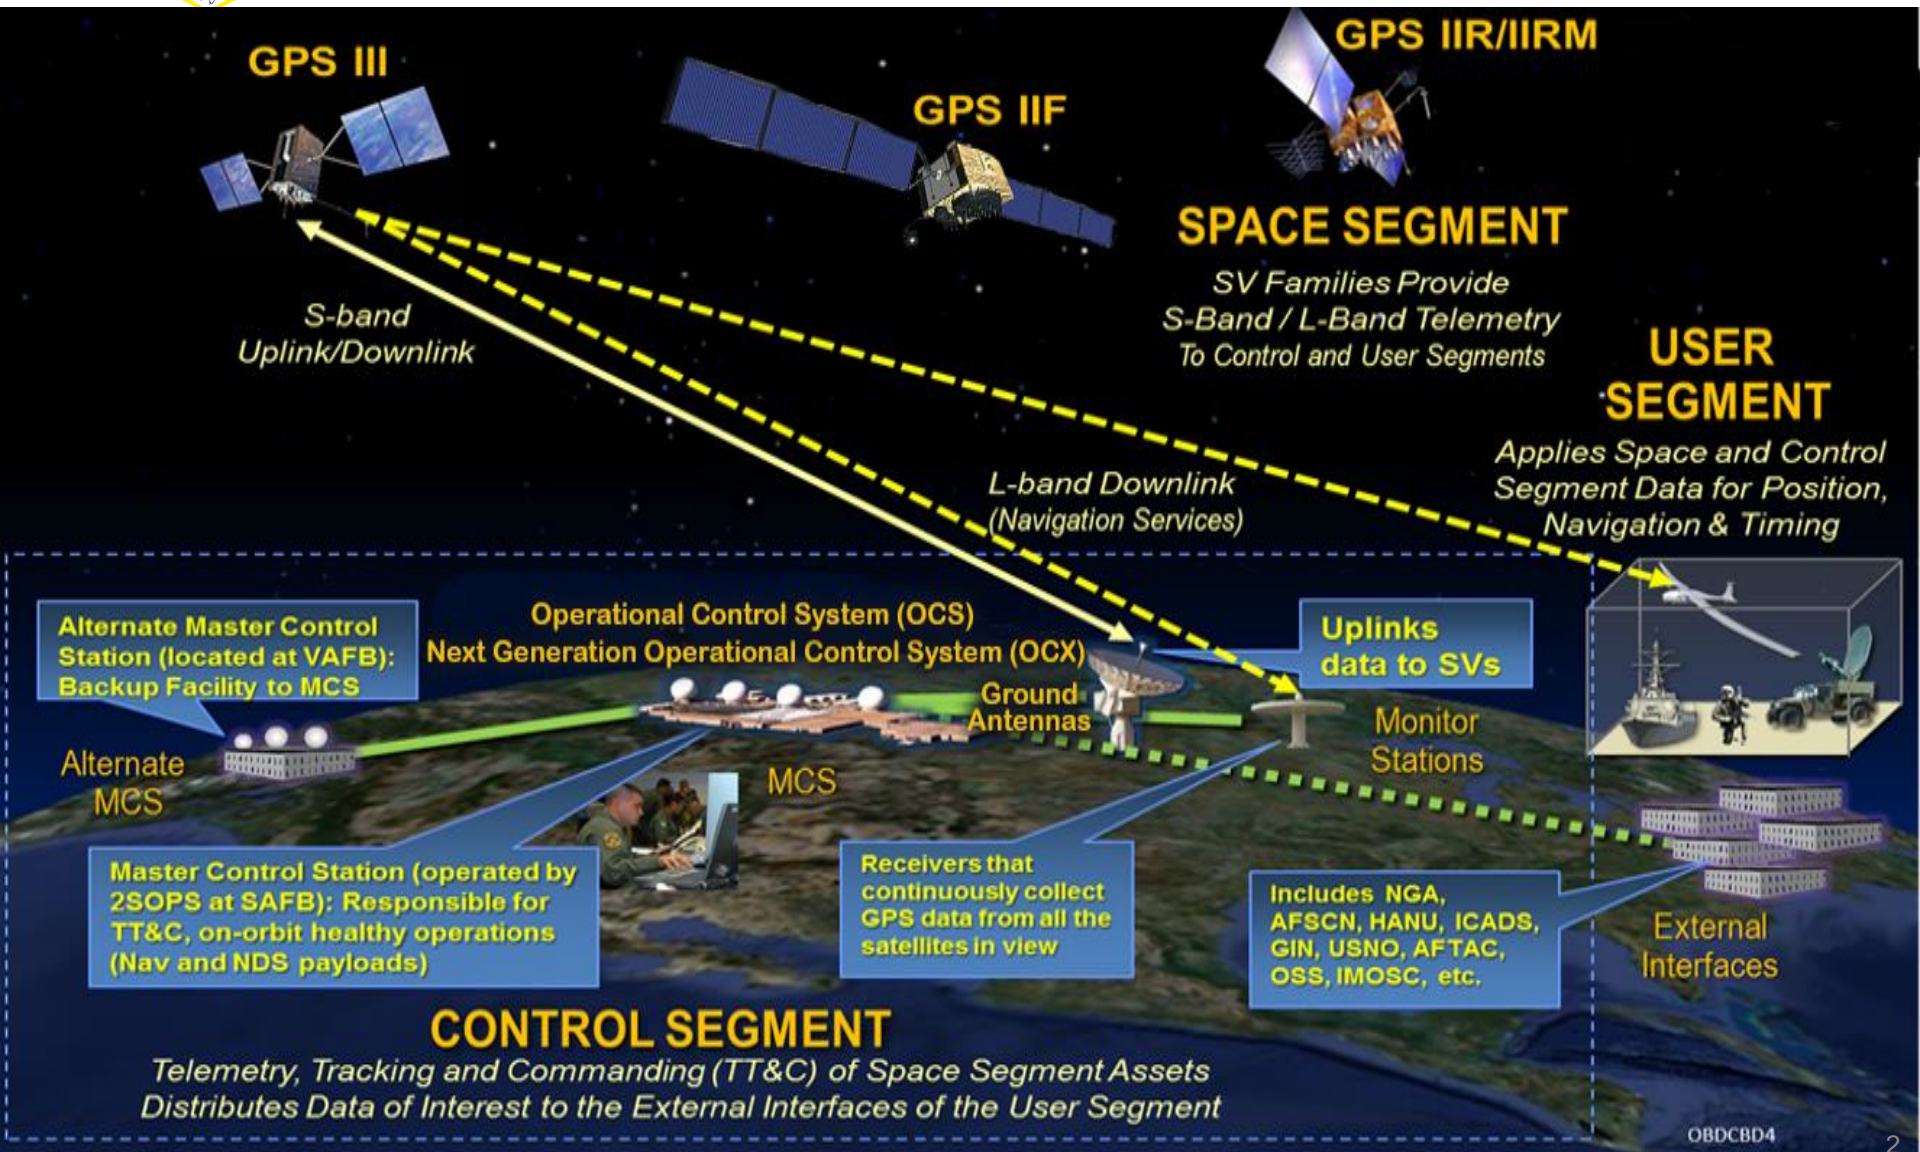 GPS III
GPS IIF
GPS IIR/IIRM
SPACE SEGMENT
SV Families Provide
S-Band / L-Band Telemetry
To Control and User Segments
S-band
Uplink/Downlink
USER
SEGMENT
Applies Space and Control
Segment Data for Position,
Navigation & Timing
L-band Downlink
(Navigation Services)
Alternate Master Control
Station (located at VAFB):
Backup Facility to MCS
Operational Control System (OCS)
Next Generation Operational Control System (OCX)
Uplinks
data to SVs
Ground
Antennas
Monitor
Stations
Alternate
MCS
MCS
Master Control Station (operated by
2SOPS at SAFB): Responsible for
TT&C, on-orbit healthy operations
(Nav and NDS payloads)
Receivers that
continuously collect
GPS data from all the
satellites in view
Includes NGA,
AFSCN, HANU, ICADS,
GIN, USNO, AFTAC,
OSS, IMOSC, etc.
External
Interfaces
CONTROL SEGMENT
Telemetry, Tracking and Commanding (TT&C) of Space Segment Assets
Distributes Data of Interest to the External Interfaces of the User Segment
OBDCBD4
2